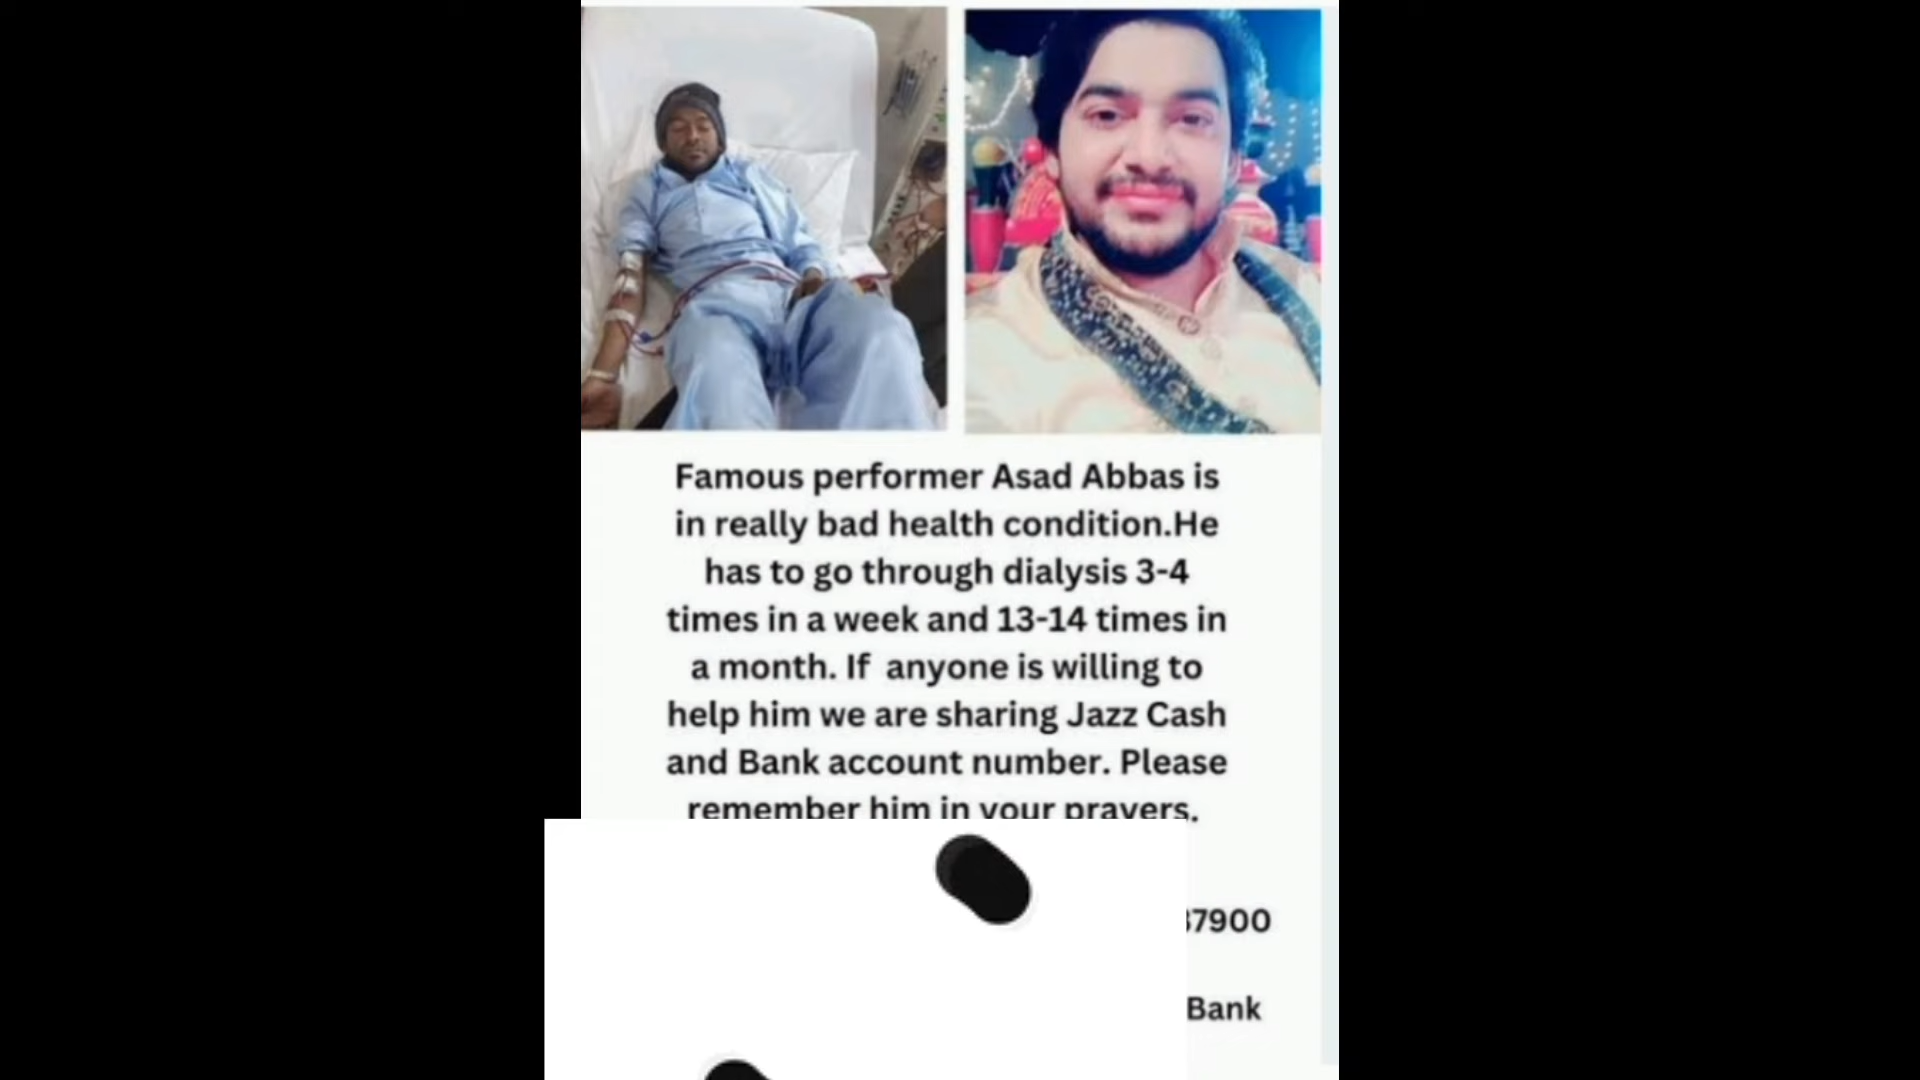 Famous performer Asad Abbas is
in really bad health condition.He
has to go through dialysis 3-4
times in a week and 13-14 times in
a month. If anyone is willing to
help him we are sharing Jazz Cash
and Bank account number. Please
remember him in your prayers.
7900
Bank